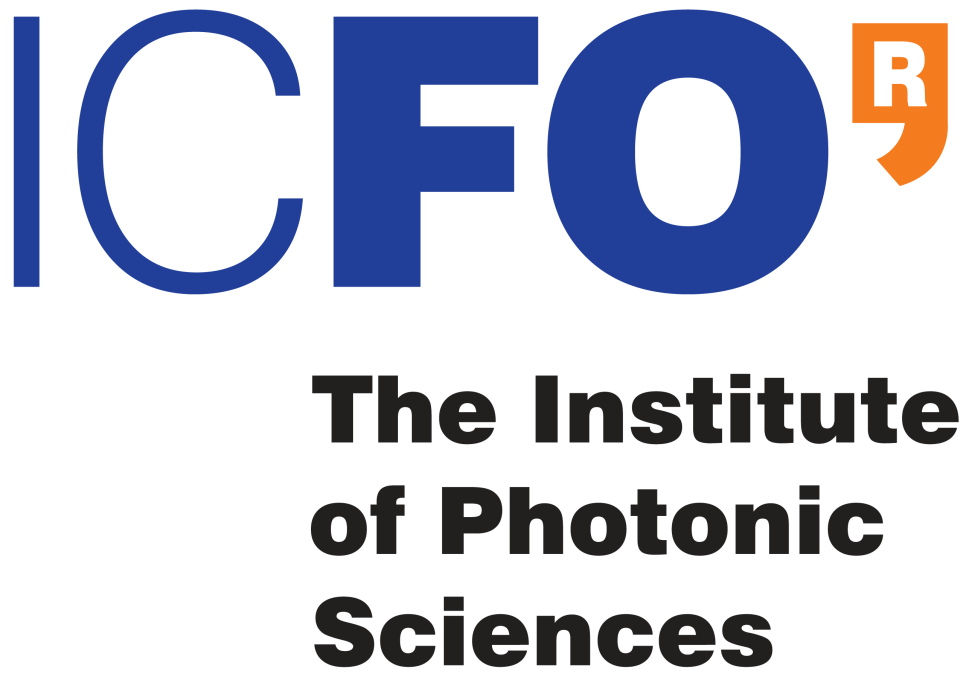 ICFO R
The Institute
of Photonic
Sciences